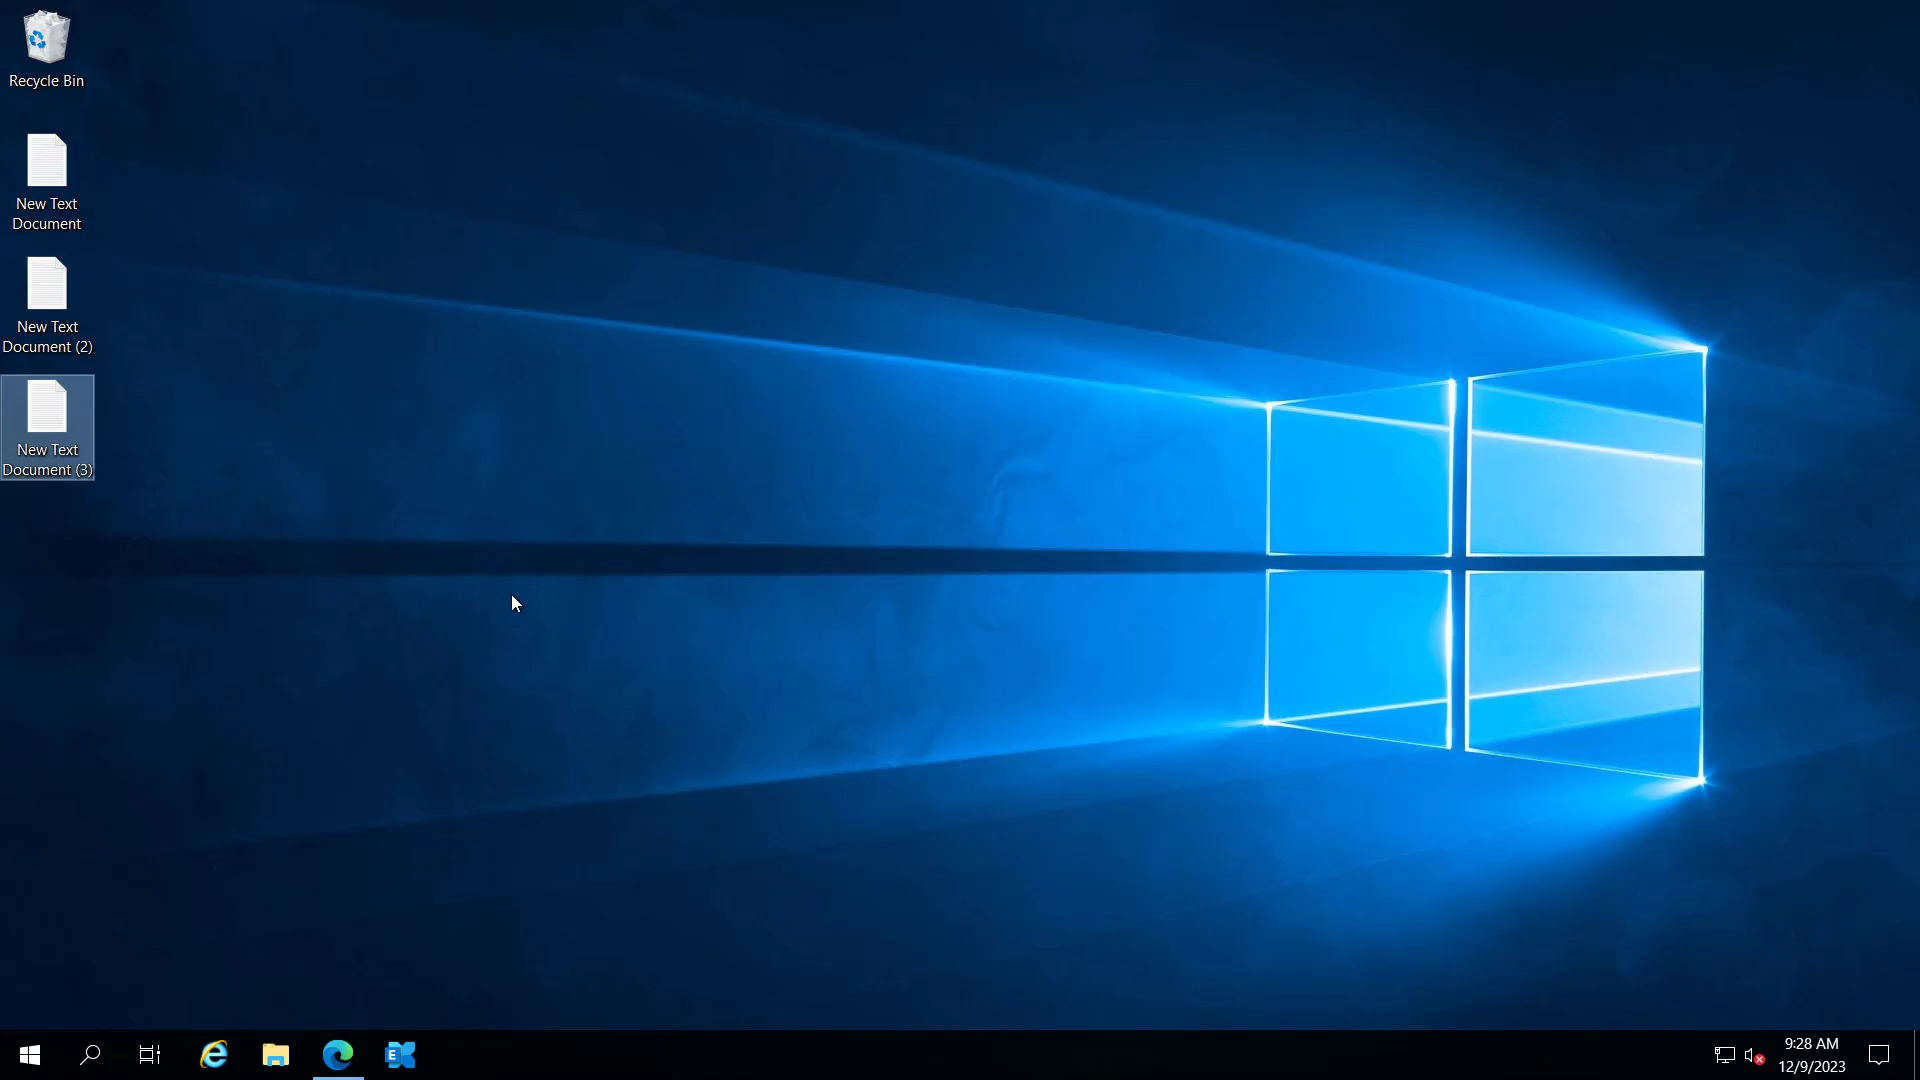 Recycle Bin
New Text
Document
New Text
Document (2)
New Text
Document (3)
E
9:28 AM
12/9/2023